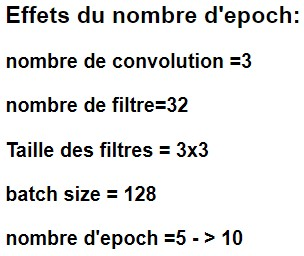 Effets du nombre d'epoch:
nombre de convolution =3
nombre de filtre=32
Taille des filtres = 3x3
batch size = 128
nombre d'epoch =5 - > 10